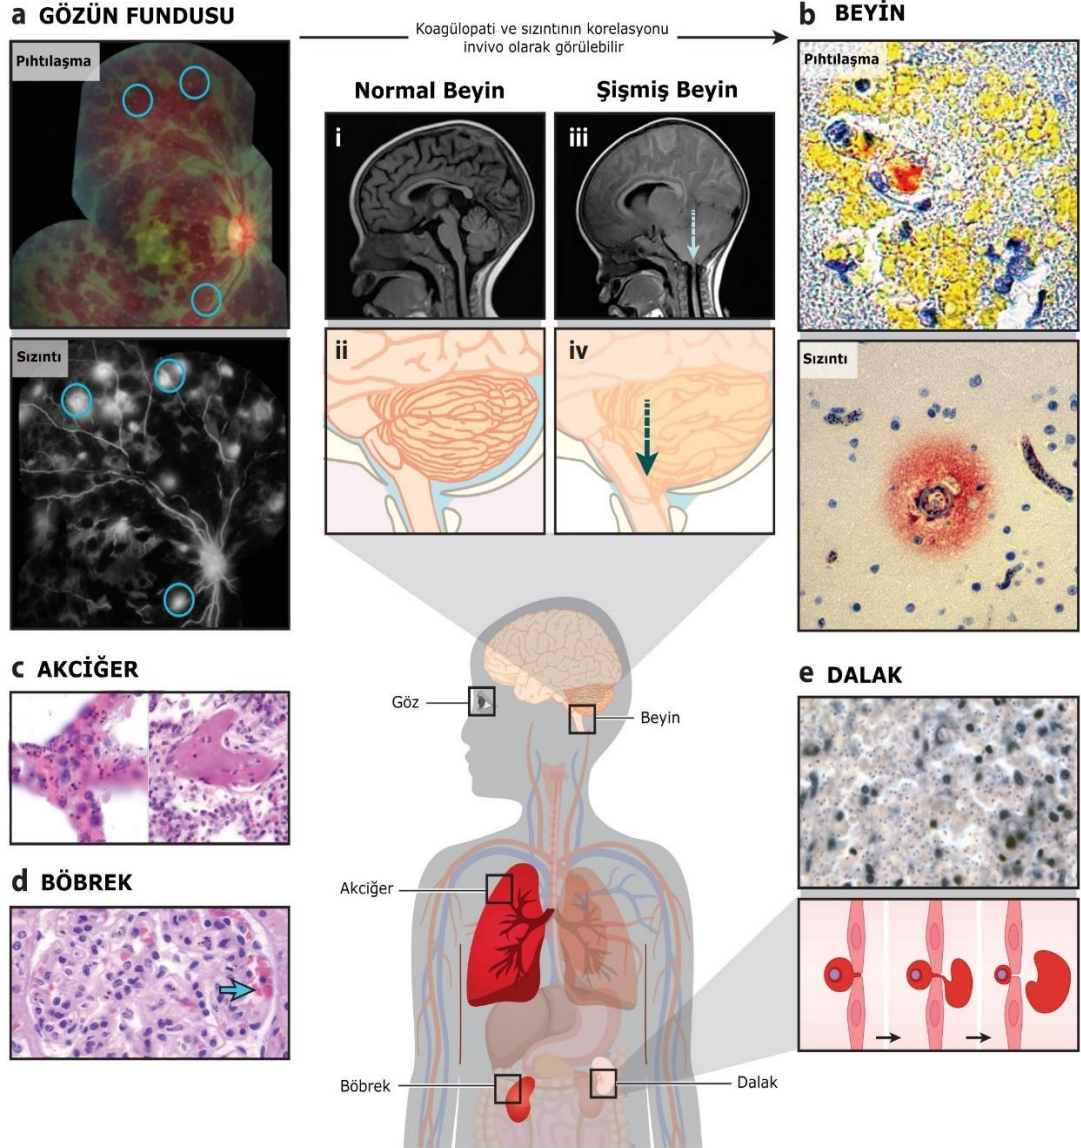 a GÖZÜN FUNDUSU
Pıhtılaşma
Sızıntı
Koagülopati ve sızıntının korelasyonu
invivo olarak görülebilir
Normal Beyin
Şişmiş Beyin
i
iii
ii
iv
b BEYİN
Pıhtılaşma
Sızıntı
c AKCİĞER
d BÖBREK
Göz
Beyin
Akciğer
Böbrek
Dalak
e DALAK